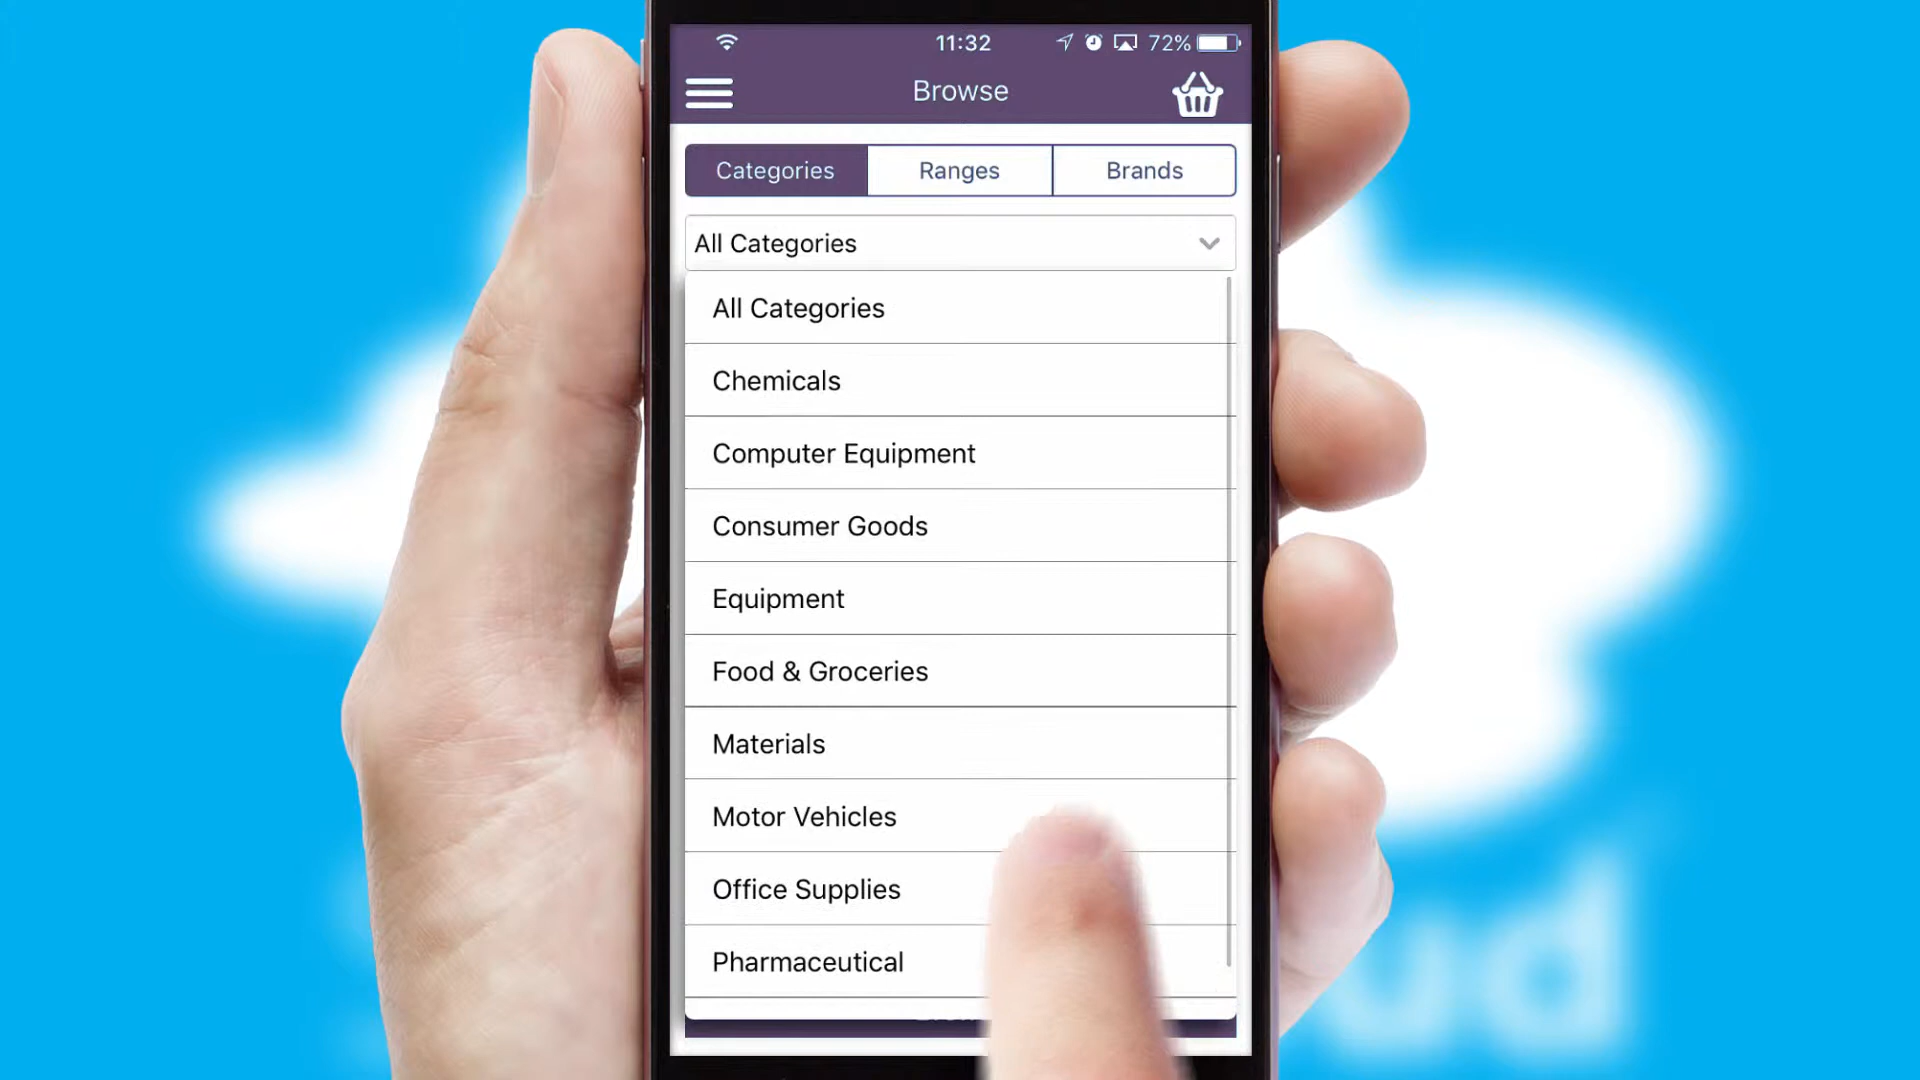 11:32
72%
Browse
Categories
Ranges
Brands
All Categories
All Categories
Chemicals
Computer Equipment
Consumer Goods
Equipment
Food & Groceries
Materials
Motor Vehicles
Office Supplies
Pharmaceutical